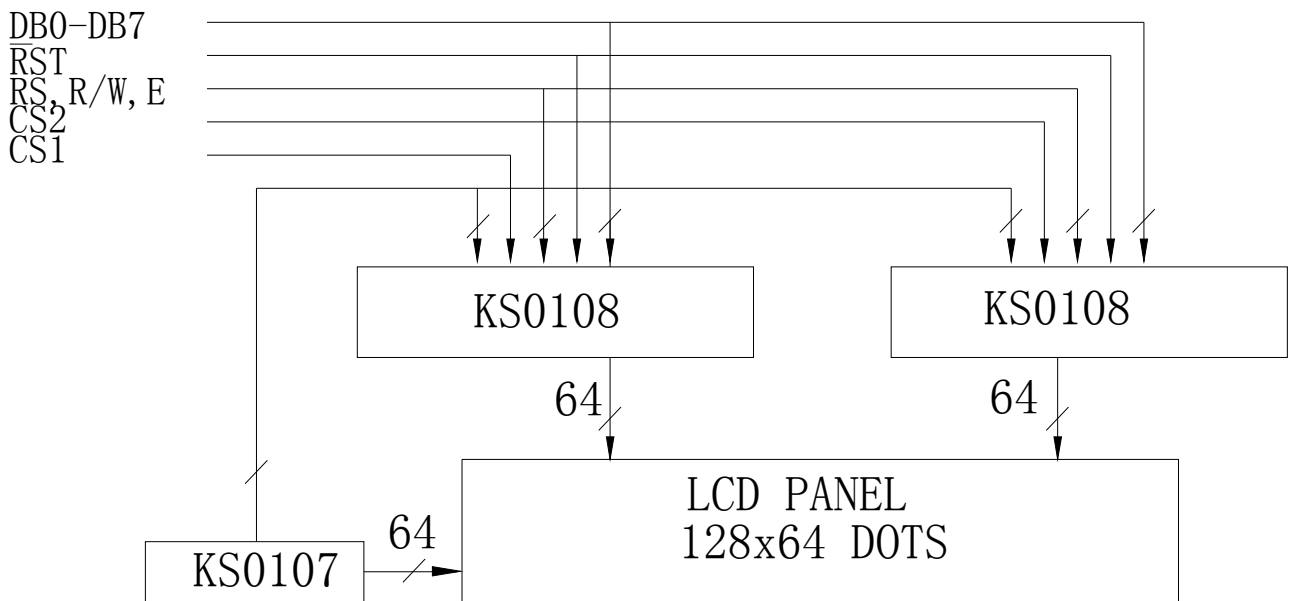 DB0-DB7
RST
RS, R/W, E
CS2
CS1
KS0108
KS0108
64
64
LCD PANEL
128x64 DOTS
64
KS0107